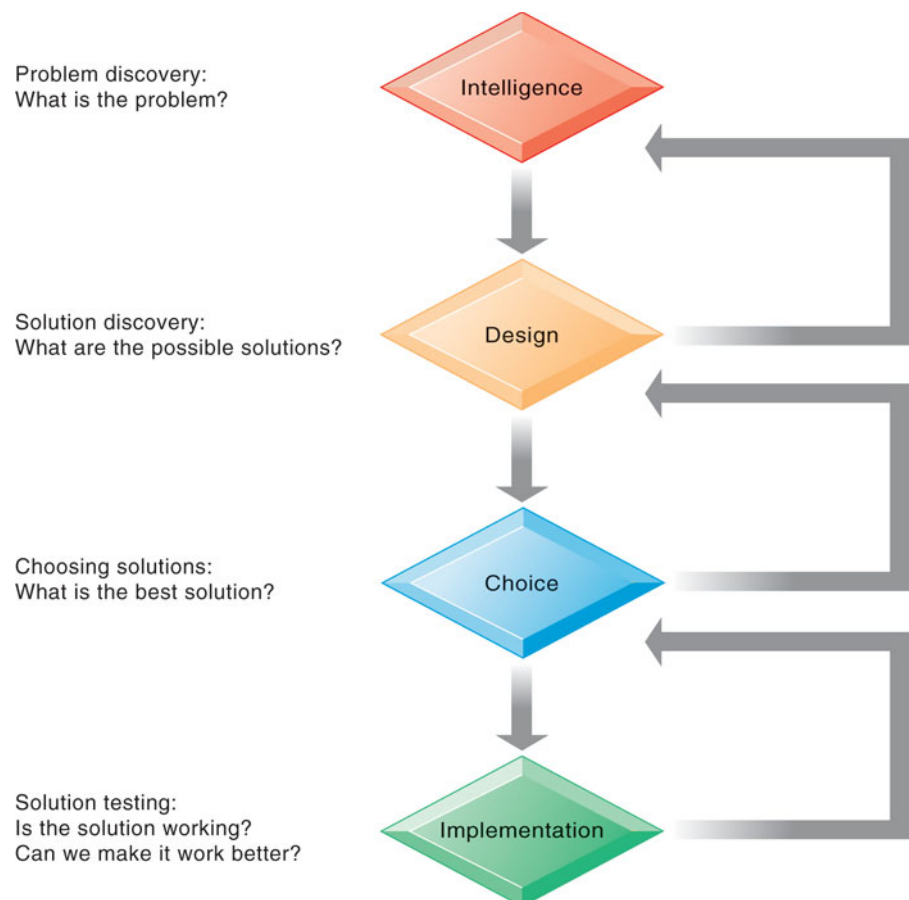 Problem discovery:
What is the problem?
Intelligence
Solution discovery:
What are the possible solutions?
Design
Choosing solutions:
What is the best solution?
Choice
Solution testing:
Is the solution working?
Can we make it work better?
Implementation